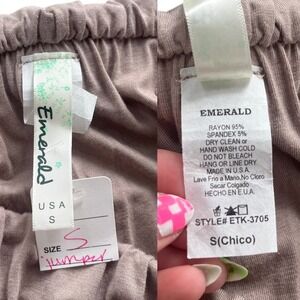 Emerald
USA
S
SIZE S
jumper
EMERALD
RAYON 95%
SPANDEX 5%
DRY CLEAN or
HAND WASH COLD
DO NOT BLEACH
HANG OR LINE DRY
MADE IN
U.S.A.
Lave Frio a Mano.No Cloro
Secar Colgado
HECHO EN E.U.A.
STYLE# ETK-3705
S(Chico)